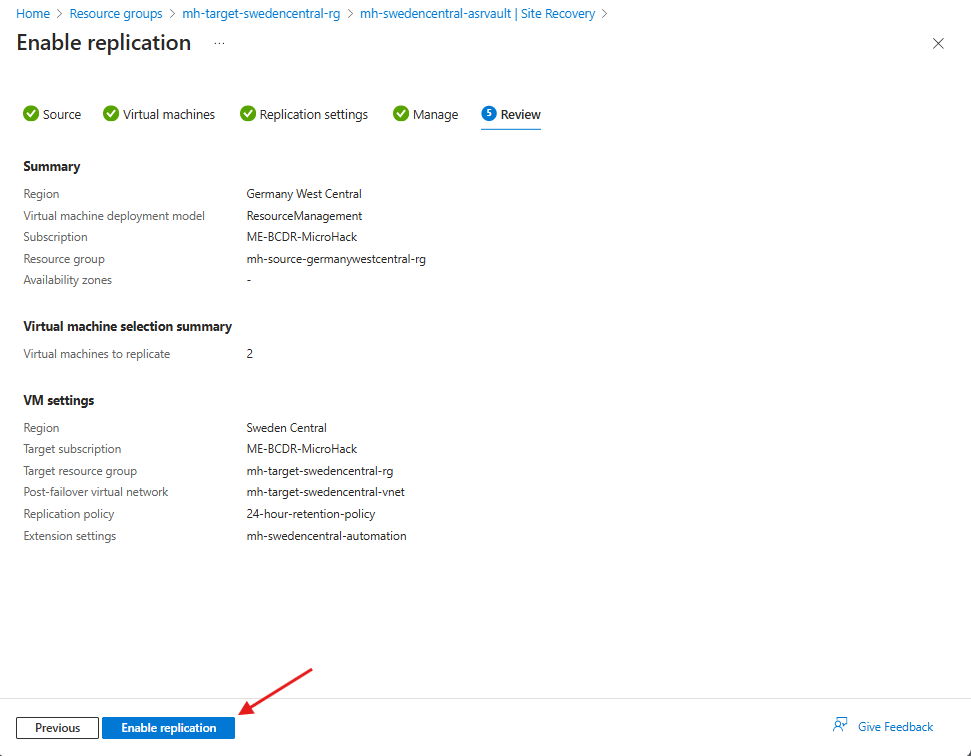 Home > Resource groups > mh-target-swedencentral-rg > mh-swedencentral-asrvault | Site Recovery >
Enable replication ...
Source Virtual machines Replication settings Manage 5 Review
Summary
Region Germany West Central
Virtual machine deployment model ResourceManagement
Subscription ME-BCDR-MicroHack
Resource group mh-source-germanywestcentral-rg
Availability zones -
Virtual machine selection summary
Virtual machines to replicate 2
VM settings
Region Sweden Central
Target subscription ME-BCDR-MicroHack
Target resource group mh-target-swedencentral-rg
Post-failover virtual network mh-target-swedencentral-vnet
Replication policy 24-hour-retention-policy
Extension settings mh-swedencentral-automation
Previous Enable replication Give Feedback